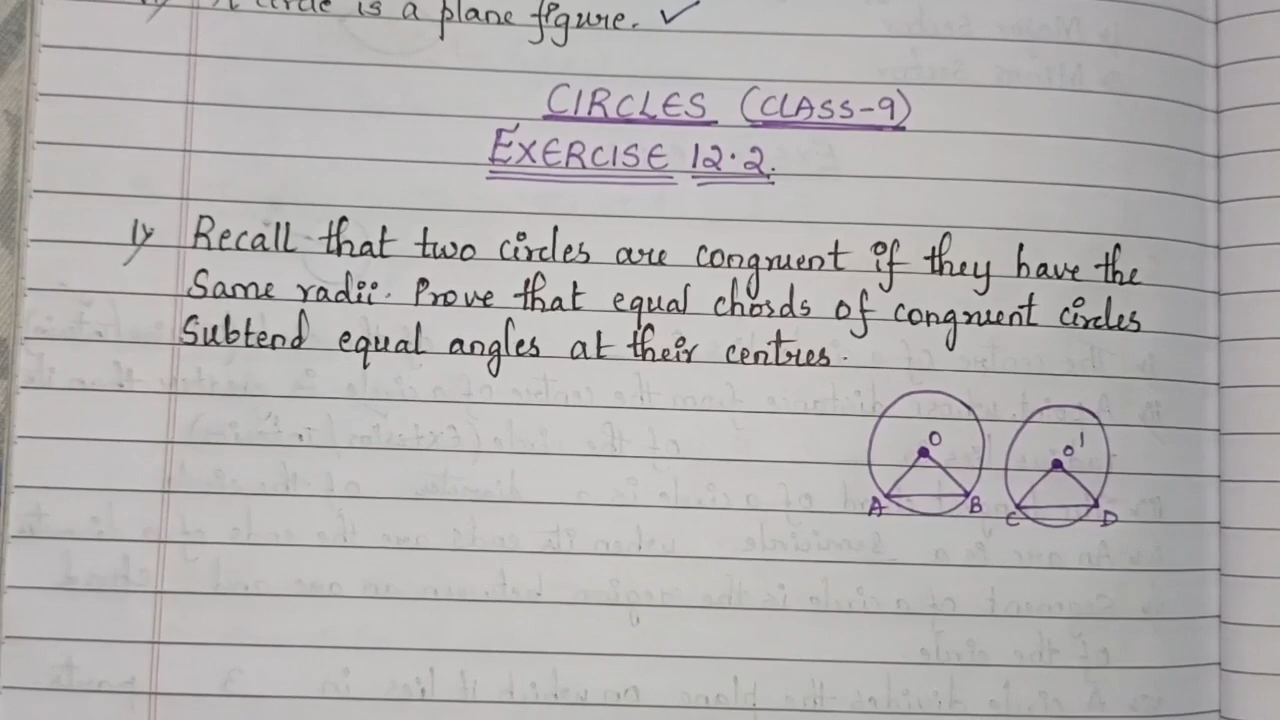 circle is a plane figure. ✓
CIRCLES (CLASS-9)
EXERCISE 12.2.
1) Recall that two circles are congruent if they have the
Same radii. Prove that equal chords of congruent circles
Subtend equal angles at their centres.
O O'
A B C D